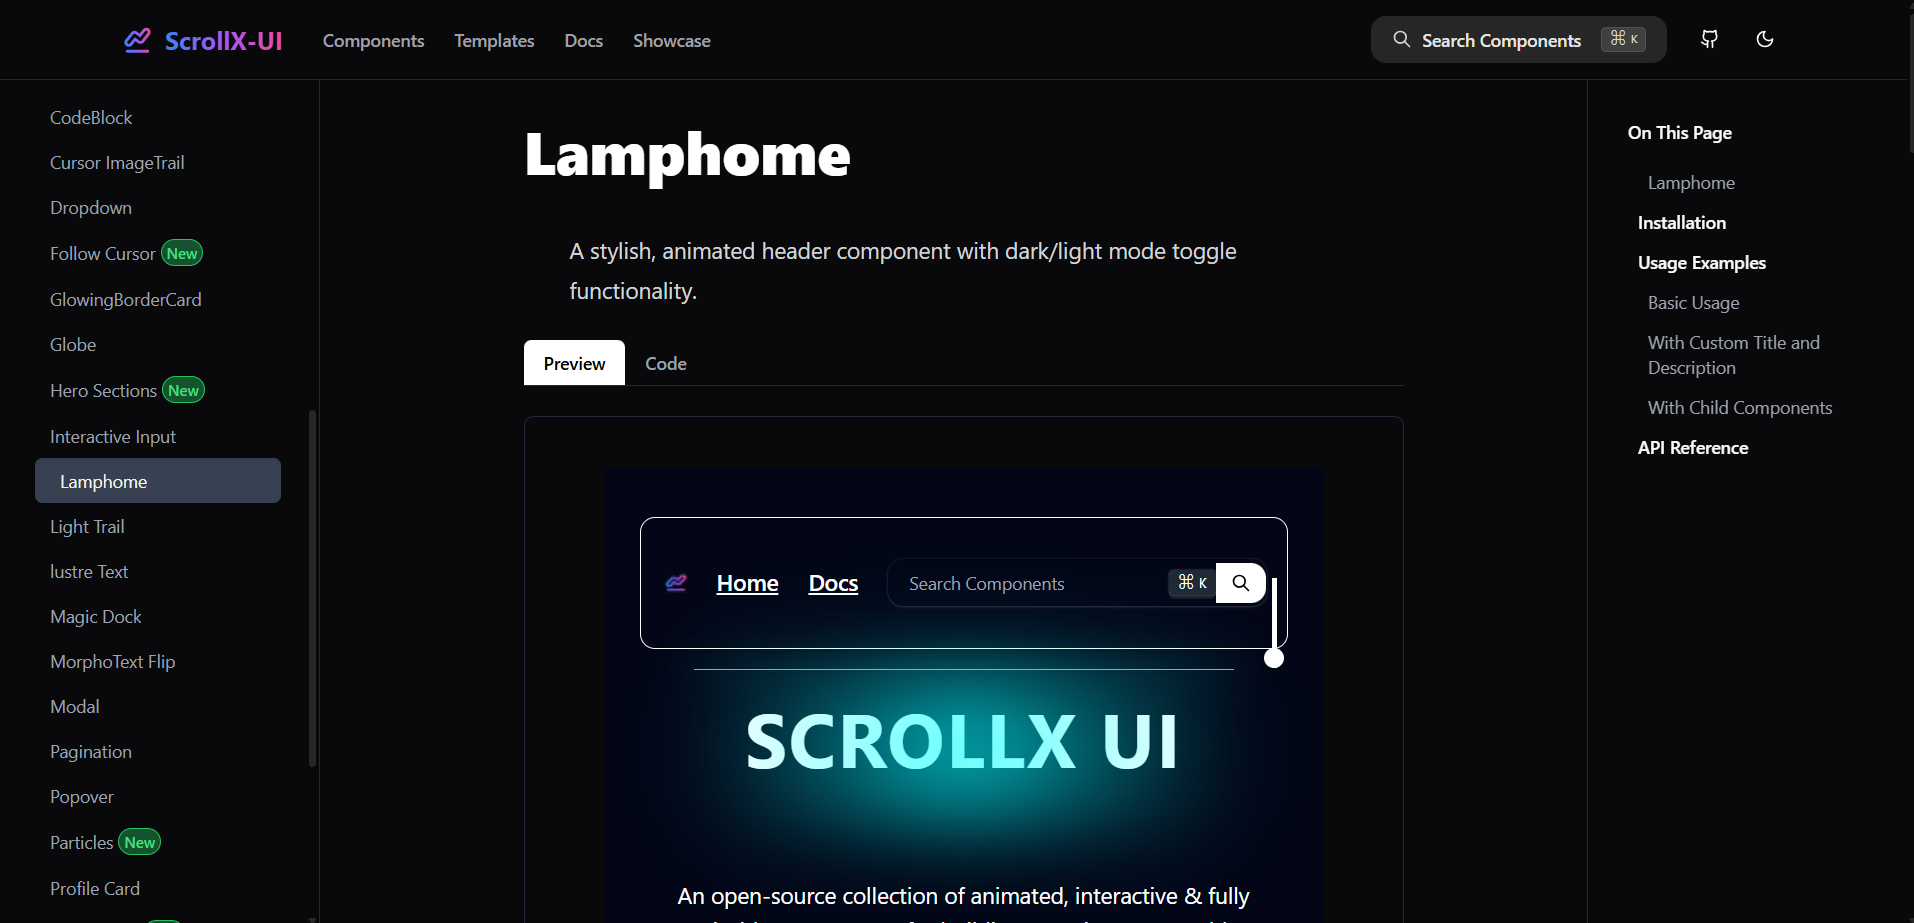 ScrollX-UI
Components
Templates
Docs
Showcase
Search Components
⌘ K
CodeBlock
Cursor ImageTrail
Dropdown
Follow Cursor New
GlowingBorderCard
Globe
Hero Sections New
Interactive Input
Lamphome
Light Trail
lustre Text
Magic Dock
MorphoText Flip
Modal
Pagination
Popover
Particles New
Profile Card
Lamphome
A stylish, animated header component with dark/light mode toggle
functionality.
Preview
Code
Home
Docs
Search Components
⌘ K
SCROLLX UI
An open-source collection of animated, interactive & fully
On This Page
Lamphome
Installation
Usage Examples
Basic Usage
With Custom Title and
Description
With Child Components
API Reference